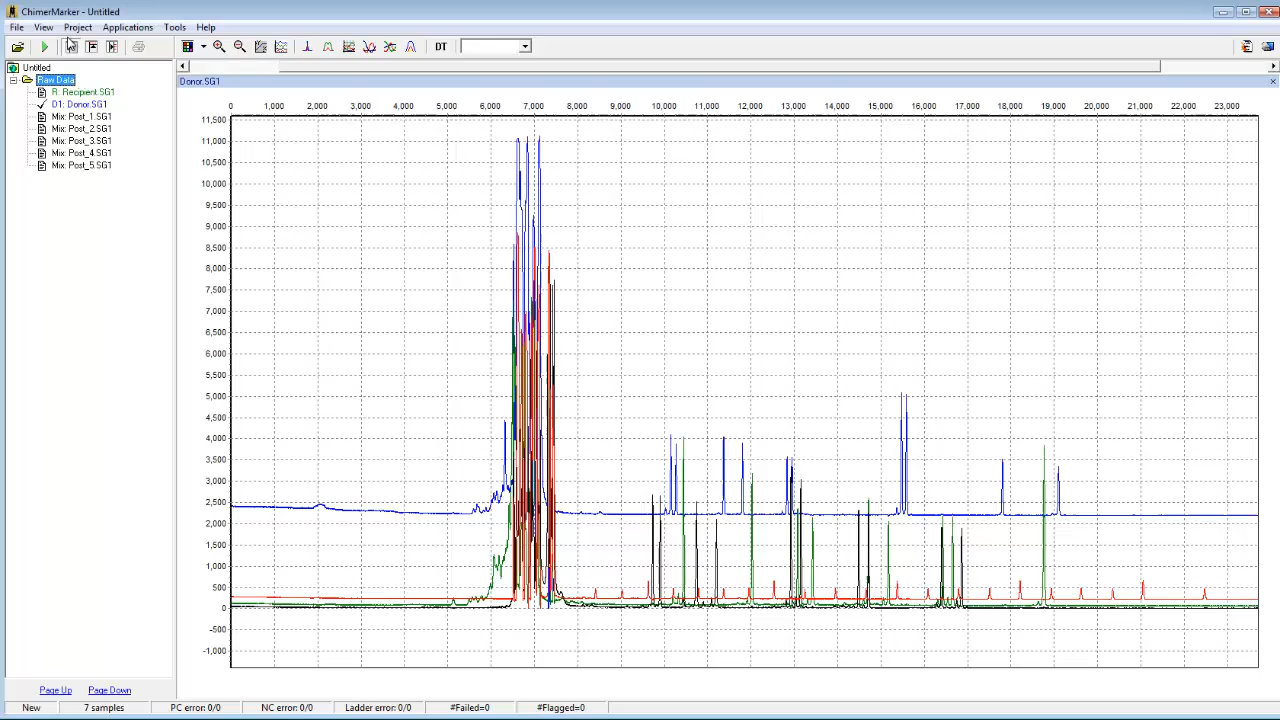 ChimerMarker - Untitled
File View Project Applications Tools Help
DT
Untitled
Raw Data
R: Recipient.SG1
D1: Donor.SG1
Mix: Post_1.SG1
Mix: Post_2.SG1
Mix: Post_3.SG1
Mix: Post_4.SG1
Mix: Post_5.SG1
Donor.SG1
0 1,000 2,000 3,000 4,000 5,000 6,000 7,000 8,000 9,000 10,000 11,000 12,000 13,000 14,000 15,000 16,000 17,000 18,000 19,000 20,000 21,000 22,000 23,000
11,500
11,000
10,500
10,000
9,500
9,000
8,500
8,000
7,500
7,000
6,500
6,000
5,500
5,000
4,500
4,000
3,500
3,000
2,500
2,000
1,500
1,000
500
0
-500
-1,000
Page Up Page Down
New 7 samples PC error: 0/0 NC error: 0/0 Ladder error: 0/0 #Failed=0 #Flagged=0